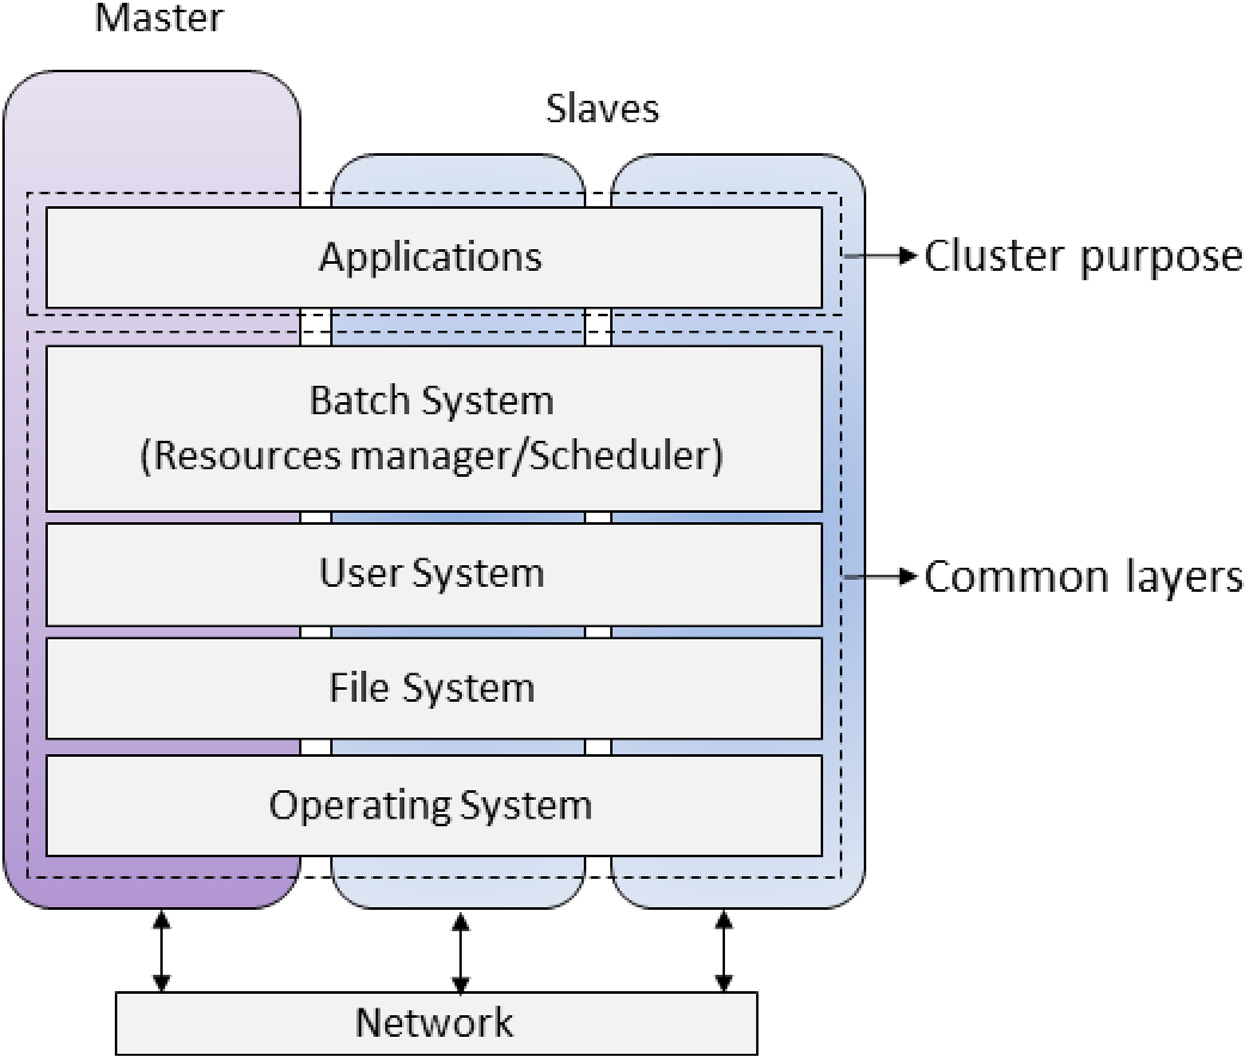 Master
Slaves
Applications
Cluster purpose
Batch System
(Resources manager/Scheduler)
User System
Common layers
File System
Operating System
Network